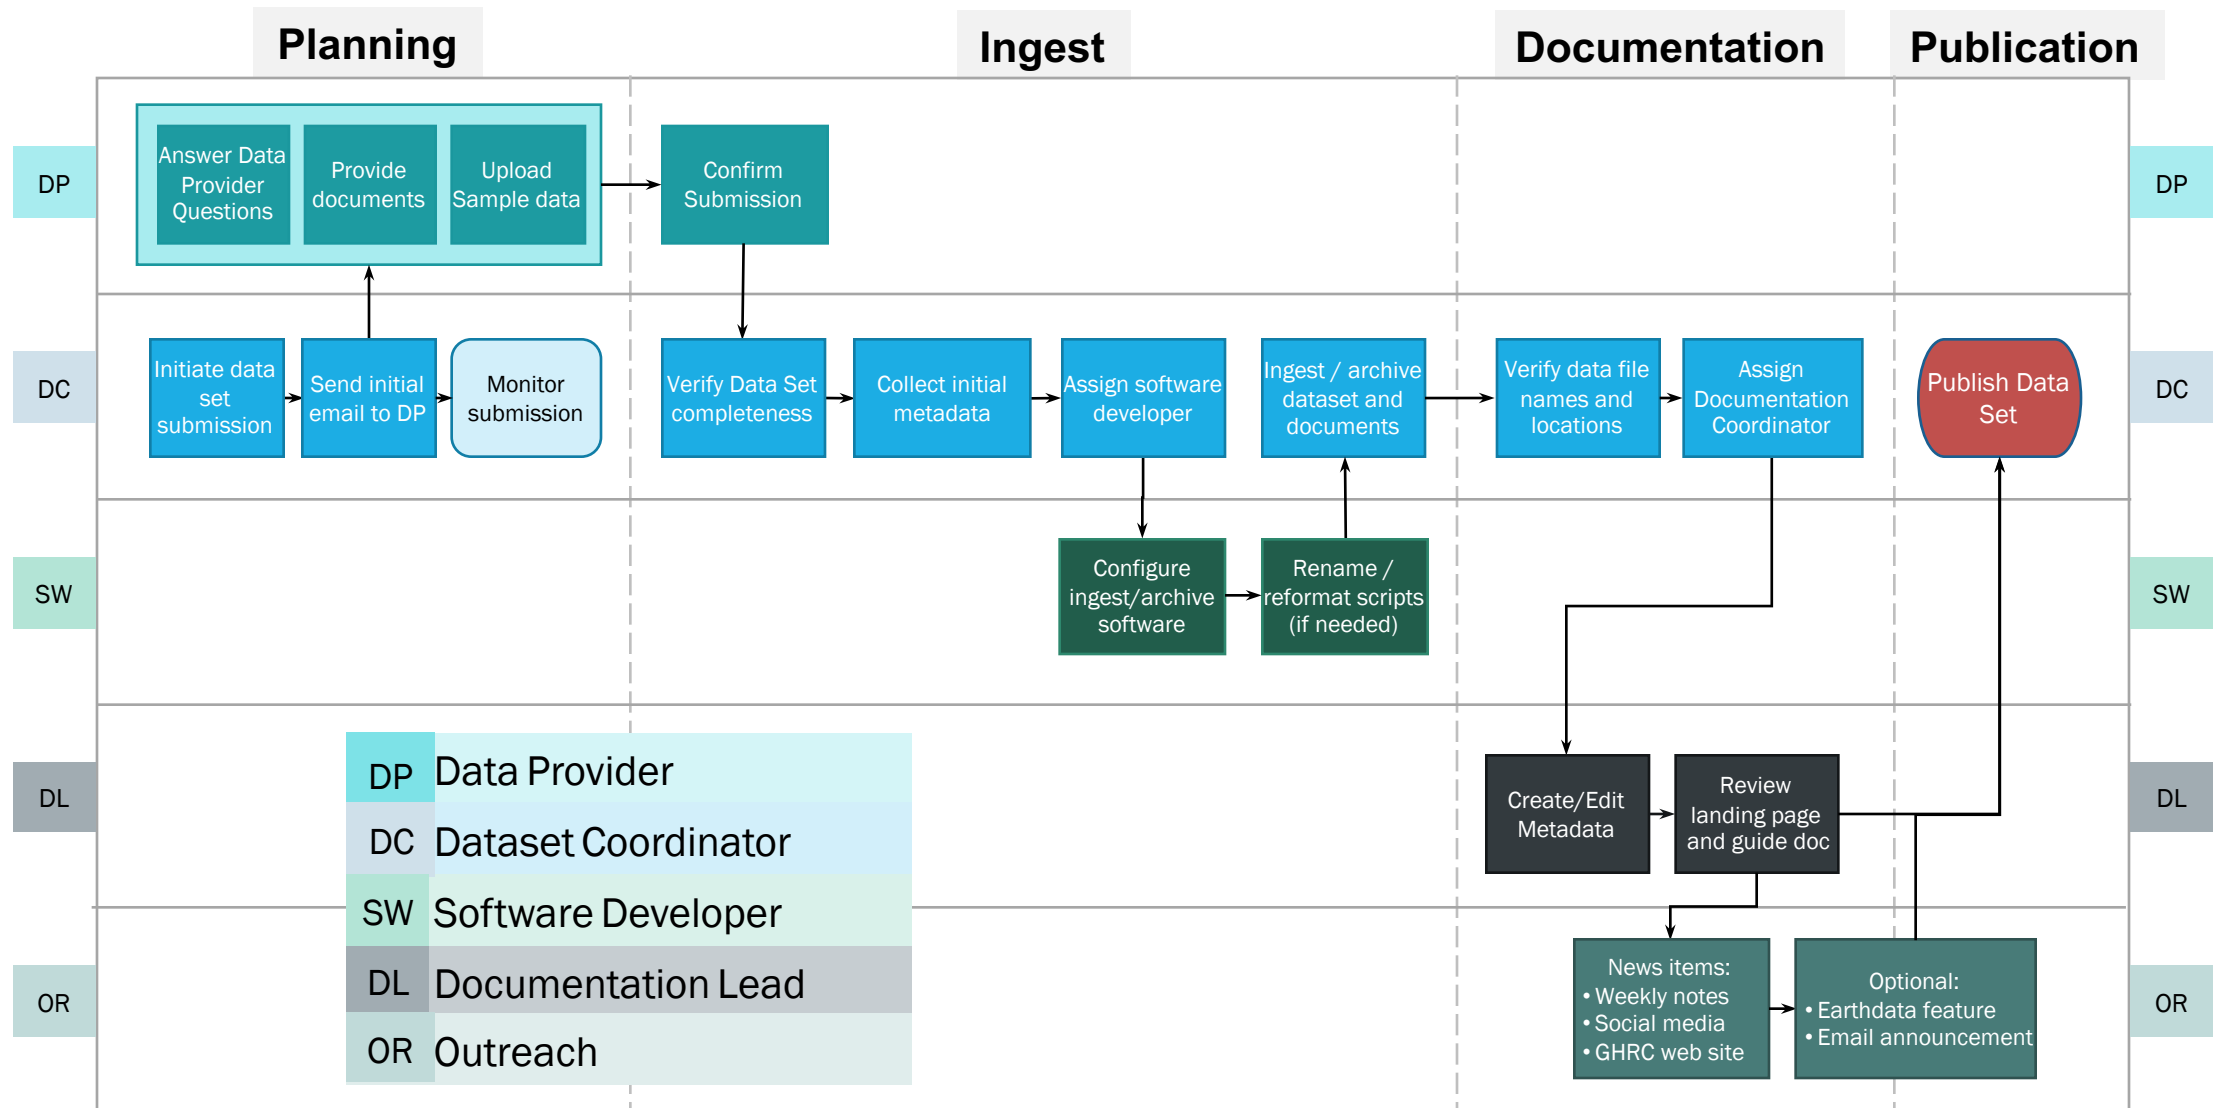 Planning
Ingest
Documentation
Publication
DP
Answer Data
Provider
Questions
Provide
documents
Upload
Sample data
Confirm
Submission
DP
DC
Initiate data
set
submission
Send initial
email to DP
Monitor
submission
Verify Data Set
completeness
Collect initial
metadata
Assign software
developer
Ingest / archive
dataset and
documents
Verify data file
names and
locations
Assign
Documentation
Coordinator
Publish Data
Set
DC
SW
Configure
ingest/archive
software
Rename /
reformat scripts
(if needed)
SW
DL
DP Data Provider
DC Dataset Coordinator
SW Software Developer
DL Documentation Lead
OR Outreach
Create/Edit
Metadata
Review
landing page
and guide doc
DL
OR
News items:
• Weekly notes
• Social media
• GHRC web site
Optional:
• Earthdata feature
• Email announcement
OR